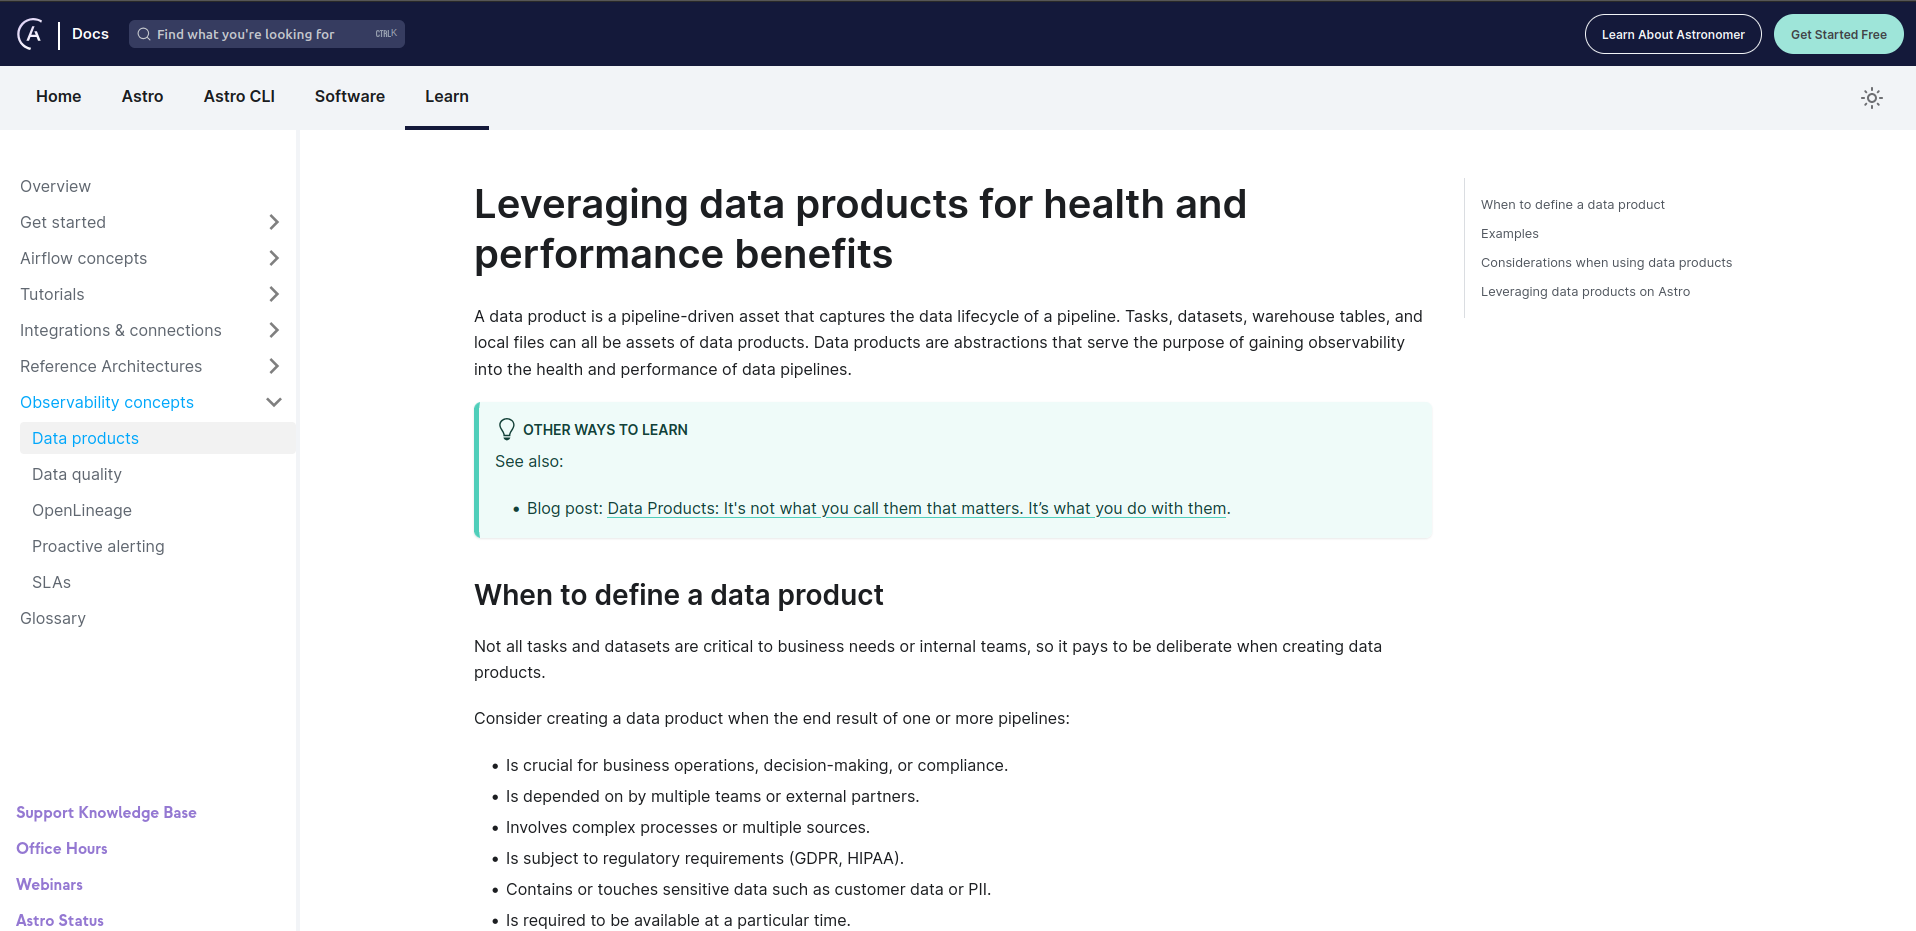 Docs
Find what you're looking for
CTRL K
Learn About Astronomer
Get Started Free
Home
Astro
Astro CLI
Software
Learn
Overview
Get started
Airflow concepts
Tutorials
Integrations & connections
Reference Architectures
Observability concepts
Data products
Data quality
OpenLineage
Proactive alerting
SLAs
Glossary
Support Knowledge Base
Office Hours
Webinars
Astro Status
Leveraging data products for health and
performance benefits
A data product is a pipeline-driven asset that captures the data lifecycle of a pipeline. Tasks, datasets, warehouse tables, and
local files can all be assets of data products. Data products are abstractions that serve the purpose of gaining observability
into the health and performance of data pipelines.
OTHER WAYS TO LEARN
See also:
• Blog post: Data Products: It's not what you call them that matters. It’s what you do with them.
When to define a data product
Not all tasks and datasets are critical to business needs or internal teams, so it pays to be deliberate when creating data
products.
Consider creating a data product when the end result of one or more pipelines:
• Is crucial for business operations, decision-making, or compliance.
• Is depended on by multiple teams or external partners.
• Involves complex processes or multiple sources.
• Is subject to regulatory requirements (GDPR, HIPAA).
• Contains or touches sensitive data such as customer data or PII.
• Is required to be available at a particular time.
When to define a data product
Examples
Considerations when using data products
Leveraging data products on Astro